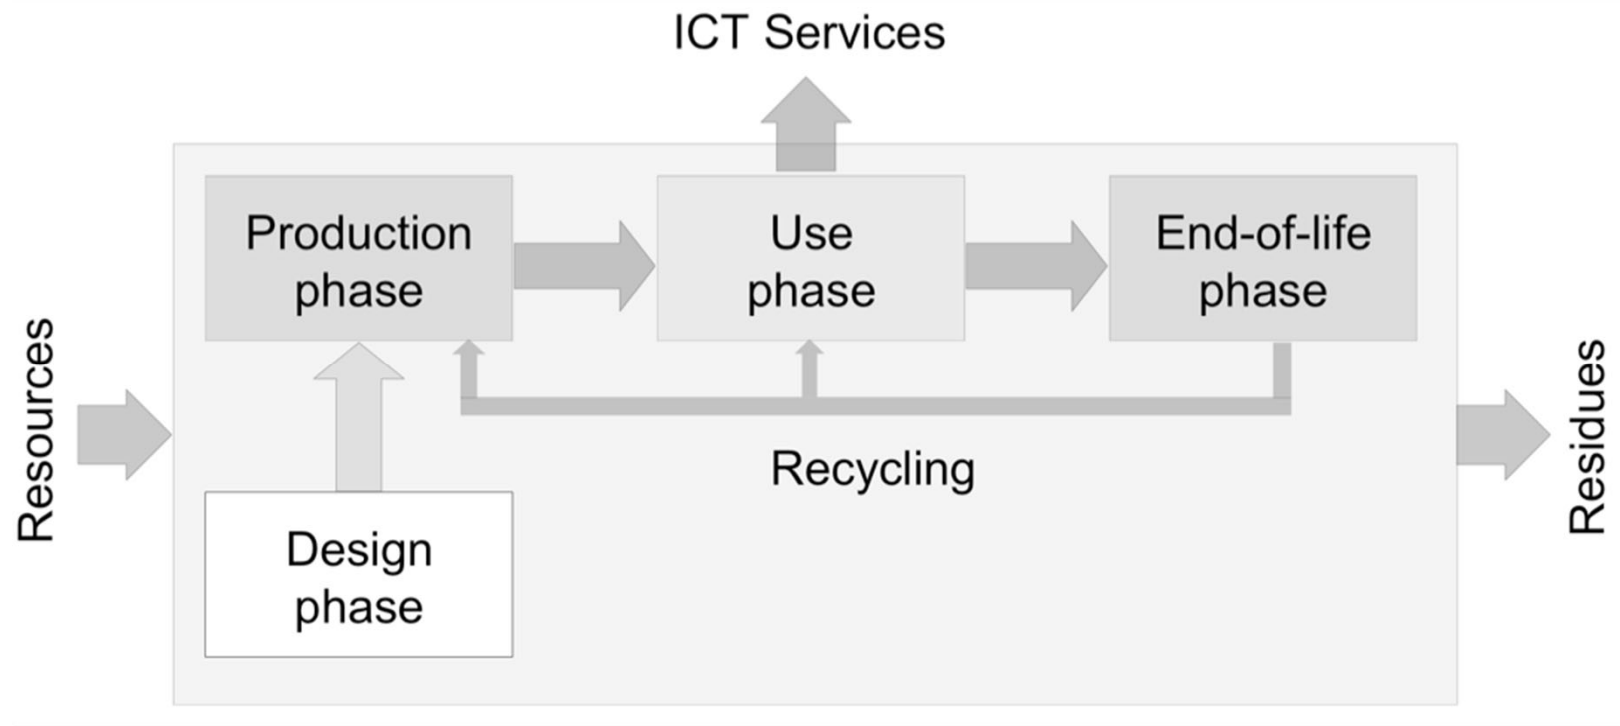 ICT Services
Production
phase
Use
phase
End-of-life
phase
Resources
Recycling
Residues
Design
phase